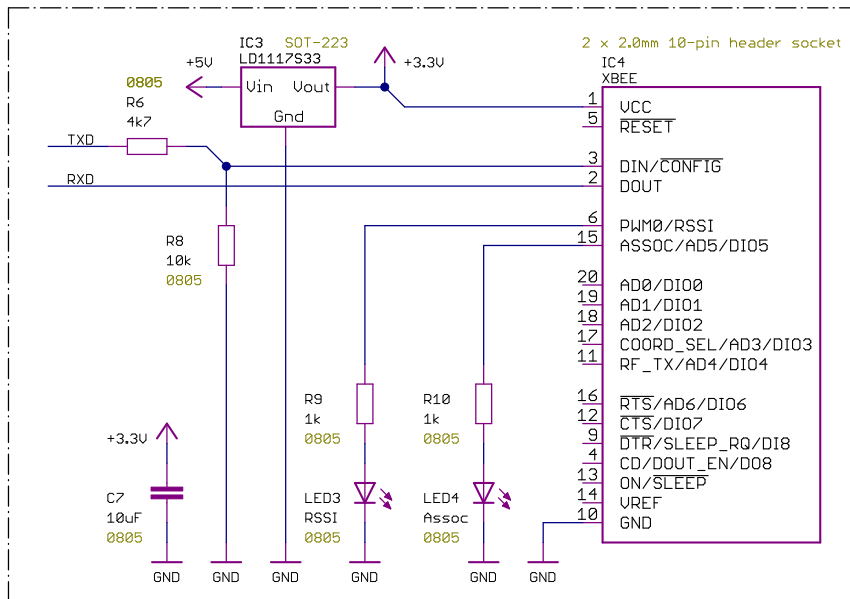 IC3 SOT-223
LD1117S33
+5V
Vin Vout
Gnd
+3.3V
2 x 2.0mm 10-pin header socket
IC4
XBEE
0805
R6
4k7
TXD
RXD
1 VCC
5 RESET
3 DIN/CONFIG
2 DOUT
6 PWM0/RSSI
15 ASSOC/AD5/DIO5
20 AD0/DIO0
19 AD1/DIO1
18 AD2/DIO2
17 COORD_SEL/AD3/DIO3
11 RF_TX/AD4/DIO4
16 RTS/AD6/DIO6
12 CTS/DIO7
9 DTR/SLEEP_RQ/DI8
4 CD/DOUT_EN/DO8
13 ON/SLEEP
14 VREF
10 GND
R8
10k
0805
R9
1k
0805
R10
1k
0805
+3.3V
C7
10uF
0805
LED3
RSSI
0805
LED4
Assoc
0805
GND GND GND GND GND GND